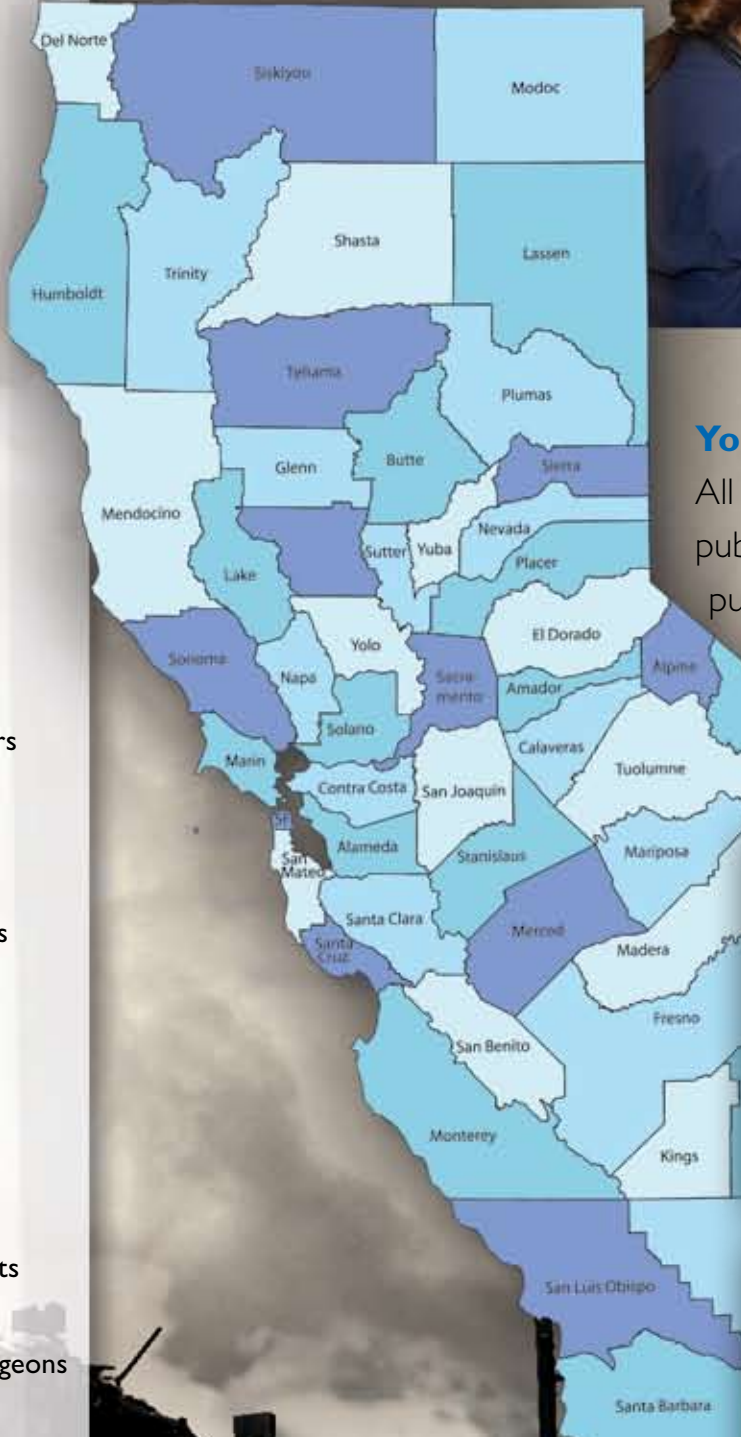 Del Norte
Siskiyou
Modoc
Shasta
Lassen
Trinity
Humboldt
Tehama
Plumas
Glenn
Butte
Sierra
Mendocino
Nevada
Sutter
Yuba
Placer
Lake
El Dorado
Yolo
Sonoma
Napa
Sacra-
mento
Alpine
Amador
Solano
Marin
Calaveras
Contra Costa
San Joaquin
Tuolumne
SF
Alameda
Stanislaus
Mariposa
San
Mateo
Santa Clara
Merced
Santa
Cruz
Madera
Fresno
San Benito
Monterey
Kings
San Luis Obispo
Santa Barbara
Yo
All
pub
pu
rs
s
ts
geons